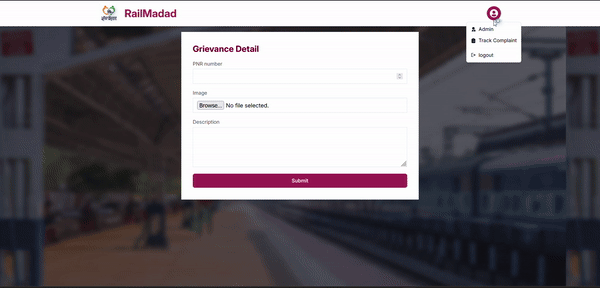 RailMadad
Admin
Track Complaint
logout
Grievance Detail
PNR number
Image
Browse... No file selected.
Description
Submit